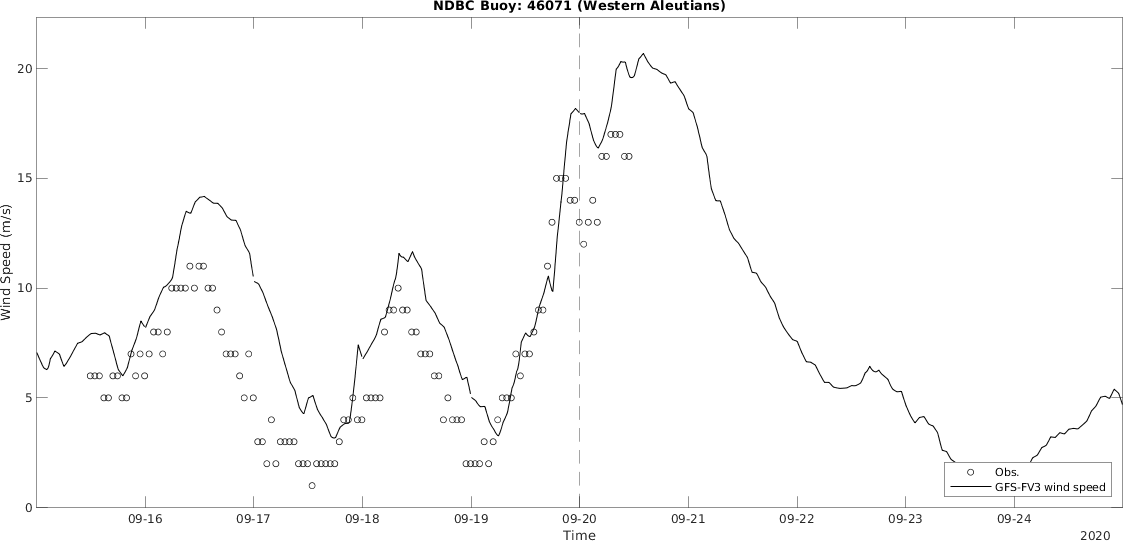 NDBC Buoy: 46071 (Western Aleutians)
Wind Speed (m/s)
20
15
10
5
0
Obs.
GFS-FV3 wind speed
09-16 09-17 09-18 09-19 09-20 09-21 09-22 09-23 09-24
Time
2020